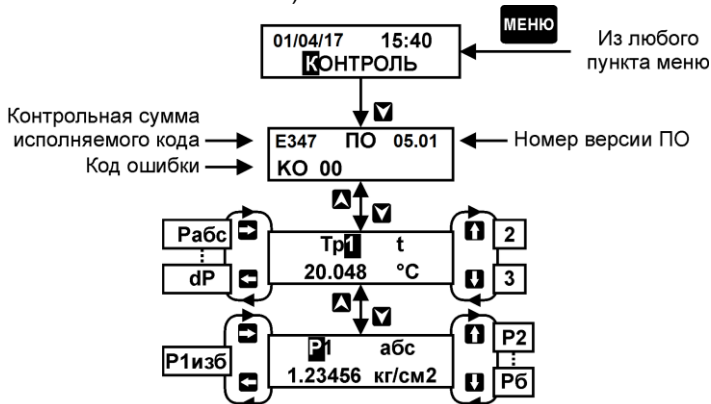 МЕНЮ
01/04/17 15:40
КОНТРОЛЬ
Из любого
пункта меню
Контрольная сумма
исполняемого кода
Код ошибки
E347 ПО 05.01
КО 00
Номер версии ПО
Рабс
dP
Тр1 t
20.048 °C
2
3
Р1изб
Р1 абс
1.23456 кг/см2
Р2
Рб